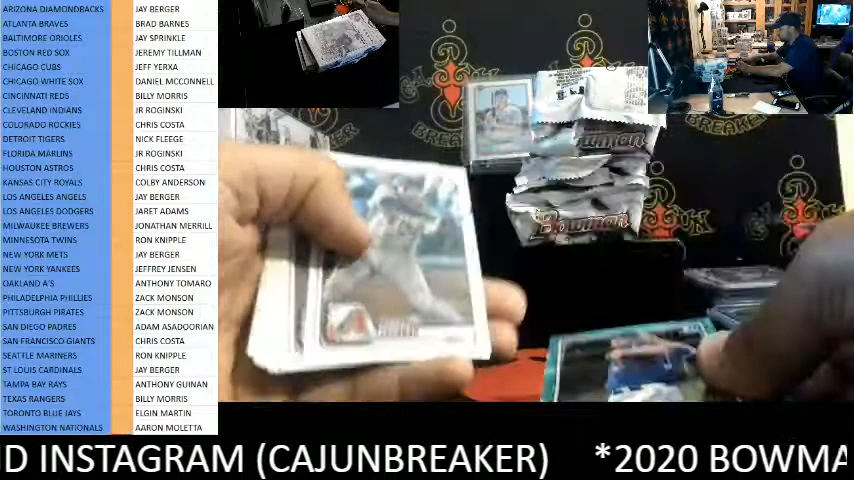 ARIZONA DIAMONDBACKS JAY BERGER
ATLANTA BRAVES BRAD BARNES
BALTIMORE ORIOLES JAY SPRINKLE
BOSTON RED SOX JEREMY TILLMAN
CHICAGO CUBS JEFF YERXA
CHICAGO WHITE SOX DANIEL MCCONNELL
CINCINATTI REDS BILLY MORRIS
CLEVELAND INDIANS JR ROGINSKI
COLORADO ROCKIES CHRIS COSTA
DETROIT TIGERS NICK FLEEGE
FLORIDA MARLINS JR ROGINSKI
HOUSTON ASTROS CHRIS COSTA
KANSAS CITY ROYALS COLBY ANDERSON
LOS ANGELES ANGELS JAY BERGER
LOS ANGELES DODGERS JARET ADAMS
MILWAUKEE BREWERS JONATHAN MERRILL
MINNESOTA TWINS RON KNIPPLE
NEW YORK METS JAY BERGER
NEW YORK YANKEES JEFFREY JENSEN
OAKLAND A'S ANTHONY TOMARO
PHILADELPHIA PHILLIES ZACK MONSON
PITTSBURGH PIRATES ZACK MONSON
SAN DIEGO PADRES ADAM ASADOORIAN
SAN FRANCISCO GIANTS CHRIS COSTA
SEATTLE MARINERS RON KNIPPLE
ST LOUIS CARDINALS JAY BERGER
TAMPA BAY RAYS ANTHONY GUINAN
TEXAS RANGERS BILLY MORRIS
TORONTO BLUE JAYS ELGIN MARTIN
WASHINGTON NATIONALS AARON MOLETTA
BREAKER
Bowman
ND INSTAGRAM (CAJUNBREAKER) *2020 BOWMA